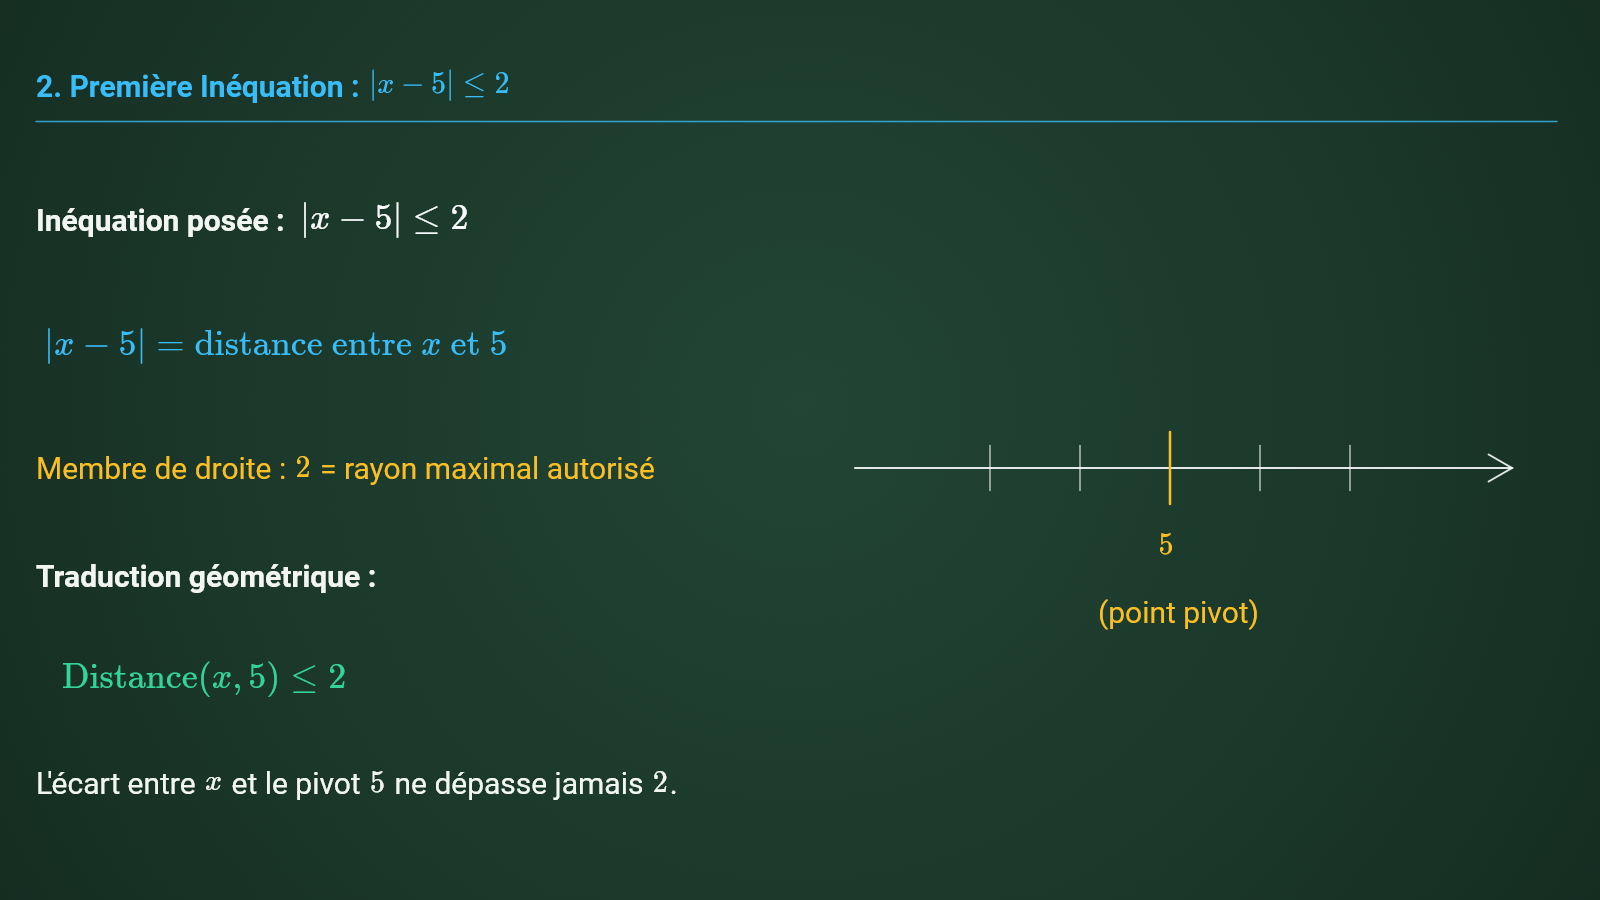 2. Première Inéquation : |x − 5| ≤ 2
Inéquation posée : |x − 5| ≤ 2
|x − 5| = distance entre x et 5
Membre de droite : 2 = rayon maximal autorisé
5
(point pivot)
Traduction géométrique :
Distance(x, 5) ≤ 2
L'écart entre x et le pivot 5 ne dépasse jamais 2.